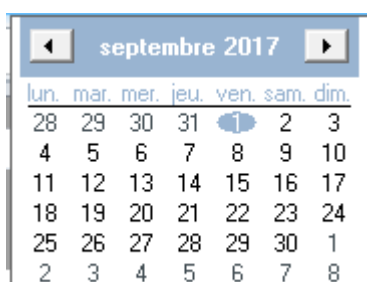 septembre 2017
lun. mar. mer. jeu. ven. sam. dim.
28 29 30 31 1 2 3
4 5 6 7 8 9 10
11 12 13 14 15 16 17
18 19 20 21 22 23 24
25 26 27 28 29 30 1
2 3 4 5 6 7 8